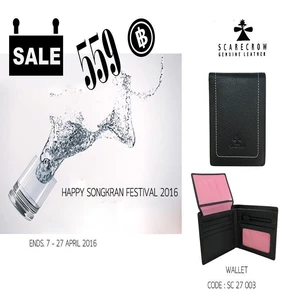 SALE
559 ฿
SCARECROW
GENUINE LEATHER
HAPPY SONGKRAN FESTIVAL 2016
ENDS. 7 - 27 APRIL 2016
WALLET
CODE : SC 27 003